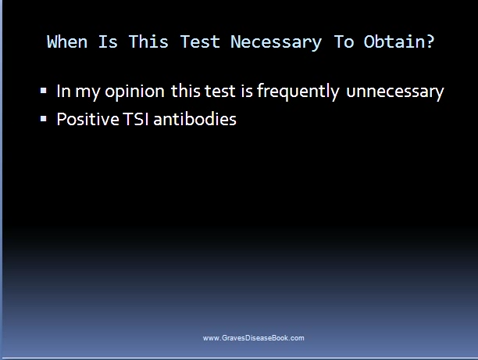 When Is This Test Necessary To Obtain?
In my opinion this test is frequently unnecessary
Positive TSI antibodies
www.GravesDiseaseBook.com